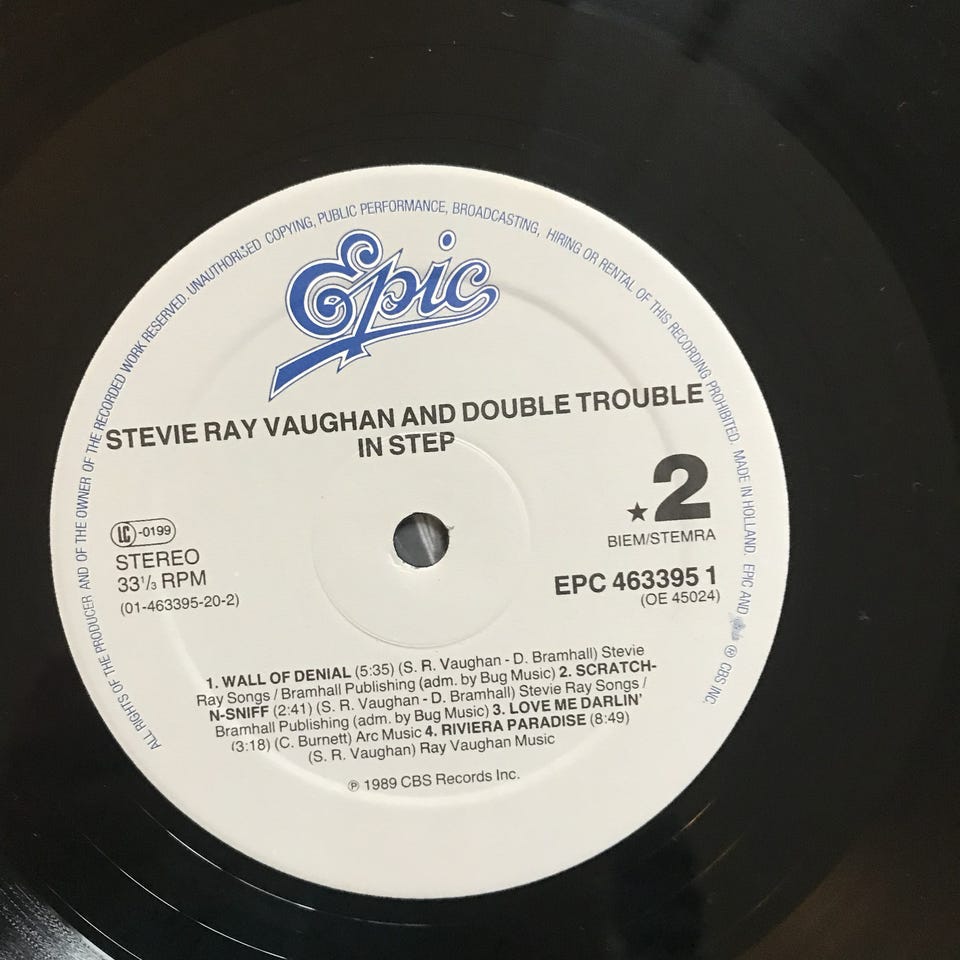 ALL RIGHTS OF THE PRODUCER AND OF THE OWNER OF THE RECORDED WORK RESERVED. UNAUTHORISED COPYING, PUBLIC PERFORMANCE, BROADCASTING, HIRING OR RENTAL OF THIS RECORDING PROHIBITED. MADE IN HOLLAND. EPIC AND Epic ® CBS INC.
Epic
STEVIE RAY VAUGHAN AND DOUBLE TROUBLE
IN STEP
LC-0199
STEREO
33 1/3 RPM
(01-463395-20-2)
★2
BIEM/STEMRA
EPC 463395 1
(OE 45024)
1. WALL OF DENIAL (5:35) (S. R. Vaughan - D. Bramhall) Stevie
Ray Songs / Bramhall Publishing (adm. by Bug Music) 2. SCRATCH-
N-SNIFF (2:41) (S. R. Vaughan - D. Bramhall) Stevie Ray Songs /
Bramhall Publishing (adm. by Bug Music) 3. LOVE ME DARLIN'
(3:18) (C. Burnett) Arc Music 4. RIVIERA PARADISE (8:49)
(S. R. Vaughan) Ray Vaughan Music
℗ 1989 CBS Records Inc.